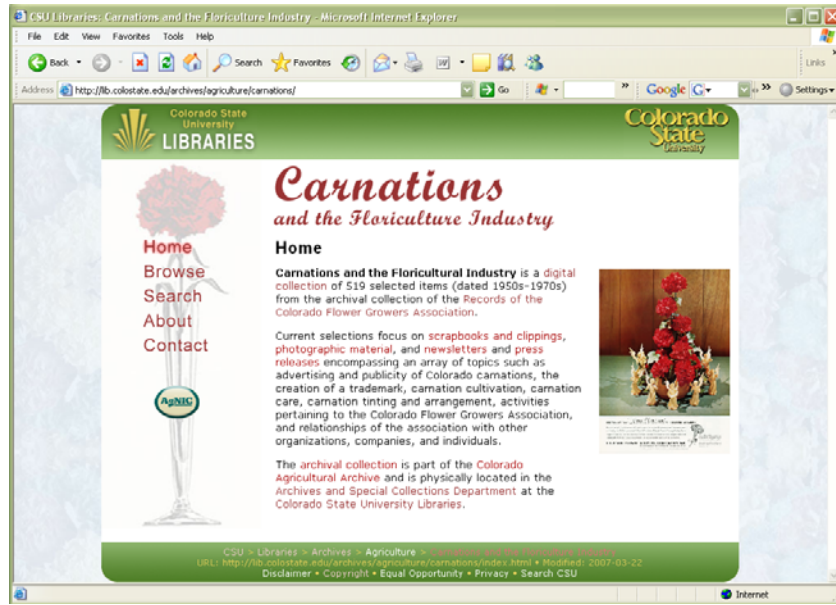 CSU Libraries: Carnations and the Floriculture Industry - Microsoft Internet Explorer
File Edit View Favorites Tools Help
Back Search Favorites Links
Address http://lib.colostate.edu/archives/agriculture/carnations/ Go Google G Settings
Colorado State
University
LIBRARIES
Colorado
State
University
Carnations
and the Floriculture Industry
Home
Browse
Search
About
Contact
AgNIC
Home
Carnations and the Floricultural Industry is a digital
collection of 519 selected items (dated 1950s-1970s)
from the archival collection of the Records of the
Colorado Flower Growers Association.
Current selections focus on scrapbooks and clippings,
photographic material, and newsletters and press
releases encompassing an array of topics such as
advertising and publicity of Colorado carnations, the
creation of a trademark, carnation cultivation, carnation
care, carnation tinting and arrangement, activities
pertaining to the Colorado Flower Growers Association,
and relationships of the association with other
organizations, companies, and individuals.
The archival collection is part of the Colorado
Agricultural Archive and is physically located in the
Archives and Special Collections Department at the
Colorado State University Libraries.
CSU > Libraries > Archives > Agriculture >
URL: http://lib.colostate.edu/archives/agriculture/carnations/index.html • Modified: 2007-03-22
Disclaimer • Copyright • Equal Opportunity • Privacy • Search CSU
Internet